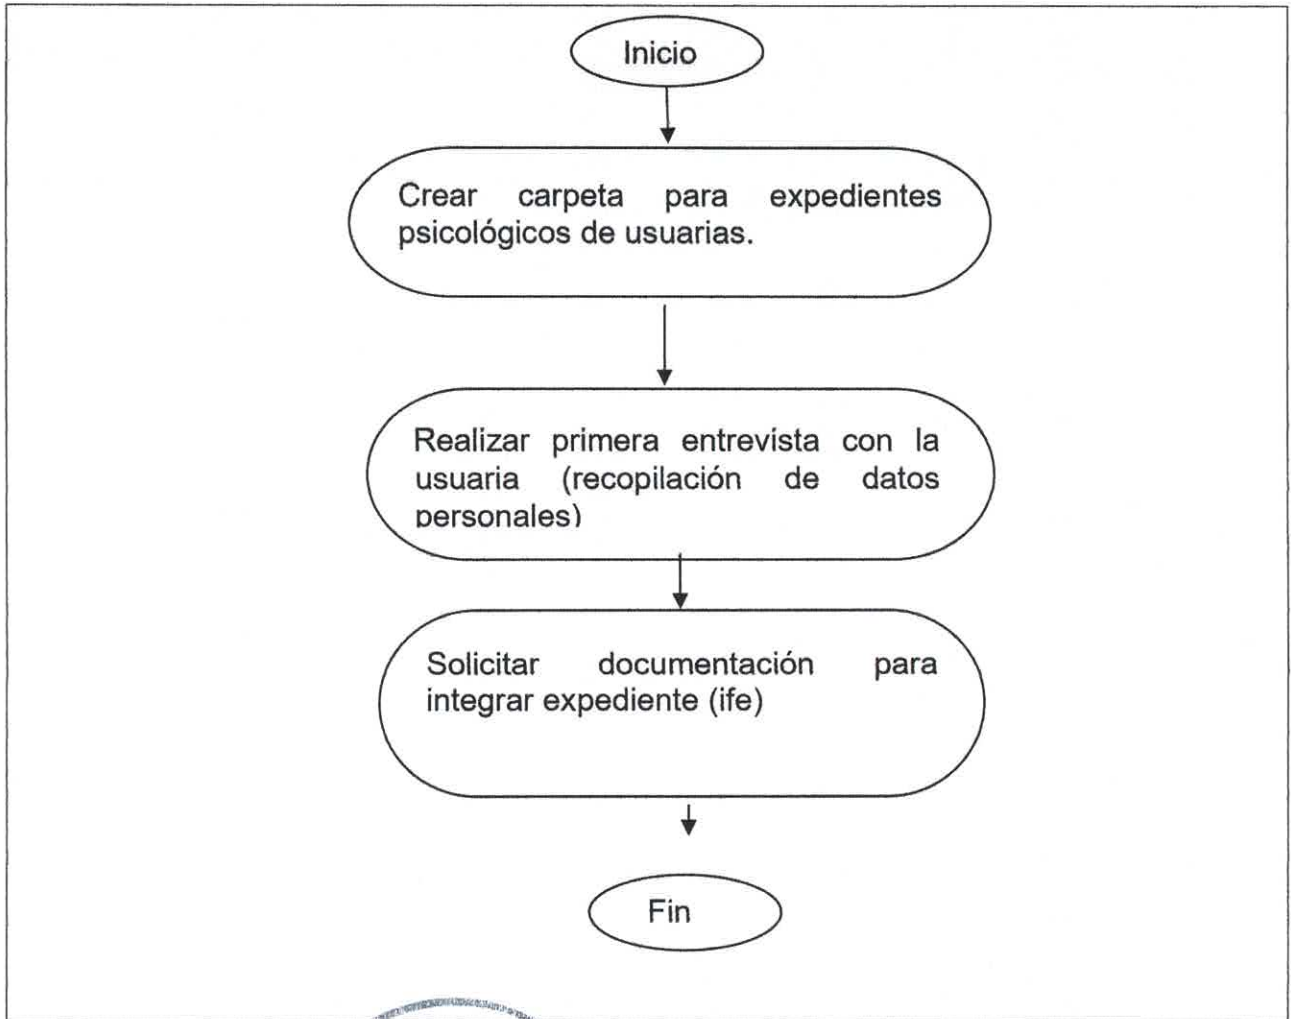 Inicio
Crear carpeta para expedientes
psicológicos de usuarias.
Realizar primera entrevista con la
usuaria (recopilación de datos
personales)
Solicitar documentación para
integrar expediente (ife)
Fin